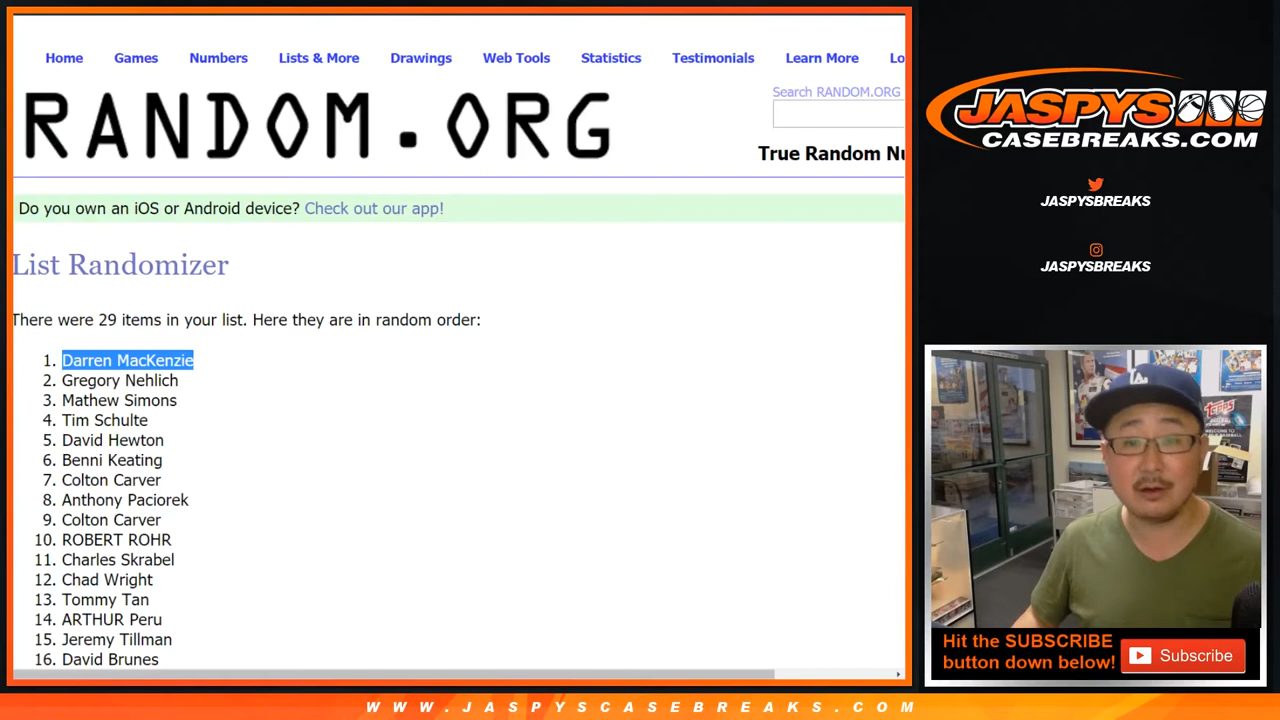 Home Games Numbers Lists & More Drawings Web Tools Statistics Testimonials Learn More Lo
Search RANDOM.ORG
RANDOM.ORG
True Random Nu
Do you own an iOS or Android device? Check out our app!
List Randomizer
There were 29 items in your list. Here they are in random order:
1. Darren MacKenzie
2. Gregory Nehlich
3. Mathew Simons
4. Tim Schulte
5. David Hewton
6. Benni Keating
7. Colton Carver
8. Anthony Paciorek
9. Colton Carver
10. ROBERT ROHR
11. Charles Skrabel
12. Chad Wright
13. Tommy Tan
14. ARTHUR Peru
15. Jeremy Tillman
16. David Brunes
JASPYS
CASEBREAKS.COM
JASPYSBREAKS
JASPYSBREAKS
LA
Topps
Hit the SUBSCRIBE
button down below!
Subscribe
WWW.JASPYSCASEBREAKS.COM